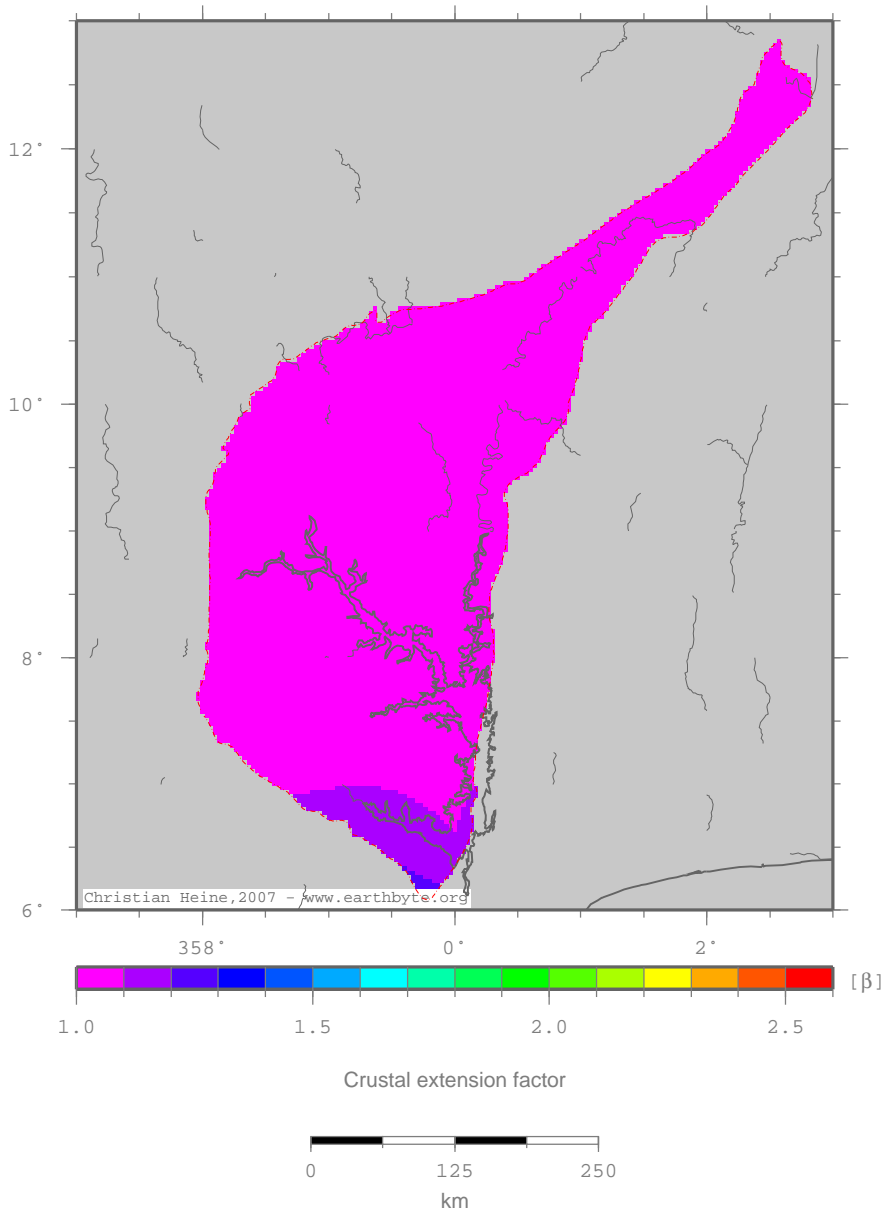 12°
10°
8°
6°
Christian Heine,2007 - www.earthbyte.org
358° 0° 2°
[β]
1.0 1.5 2.0 2.5
Crustal extension factor
0 125 250
km